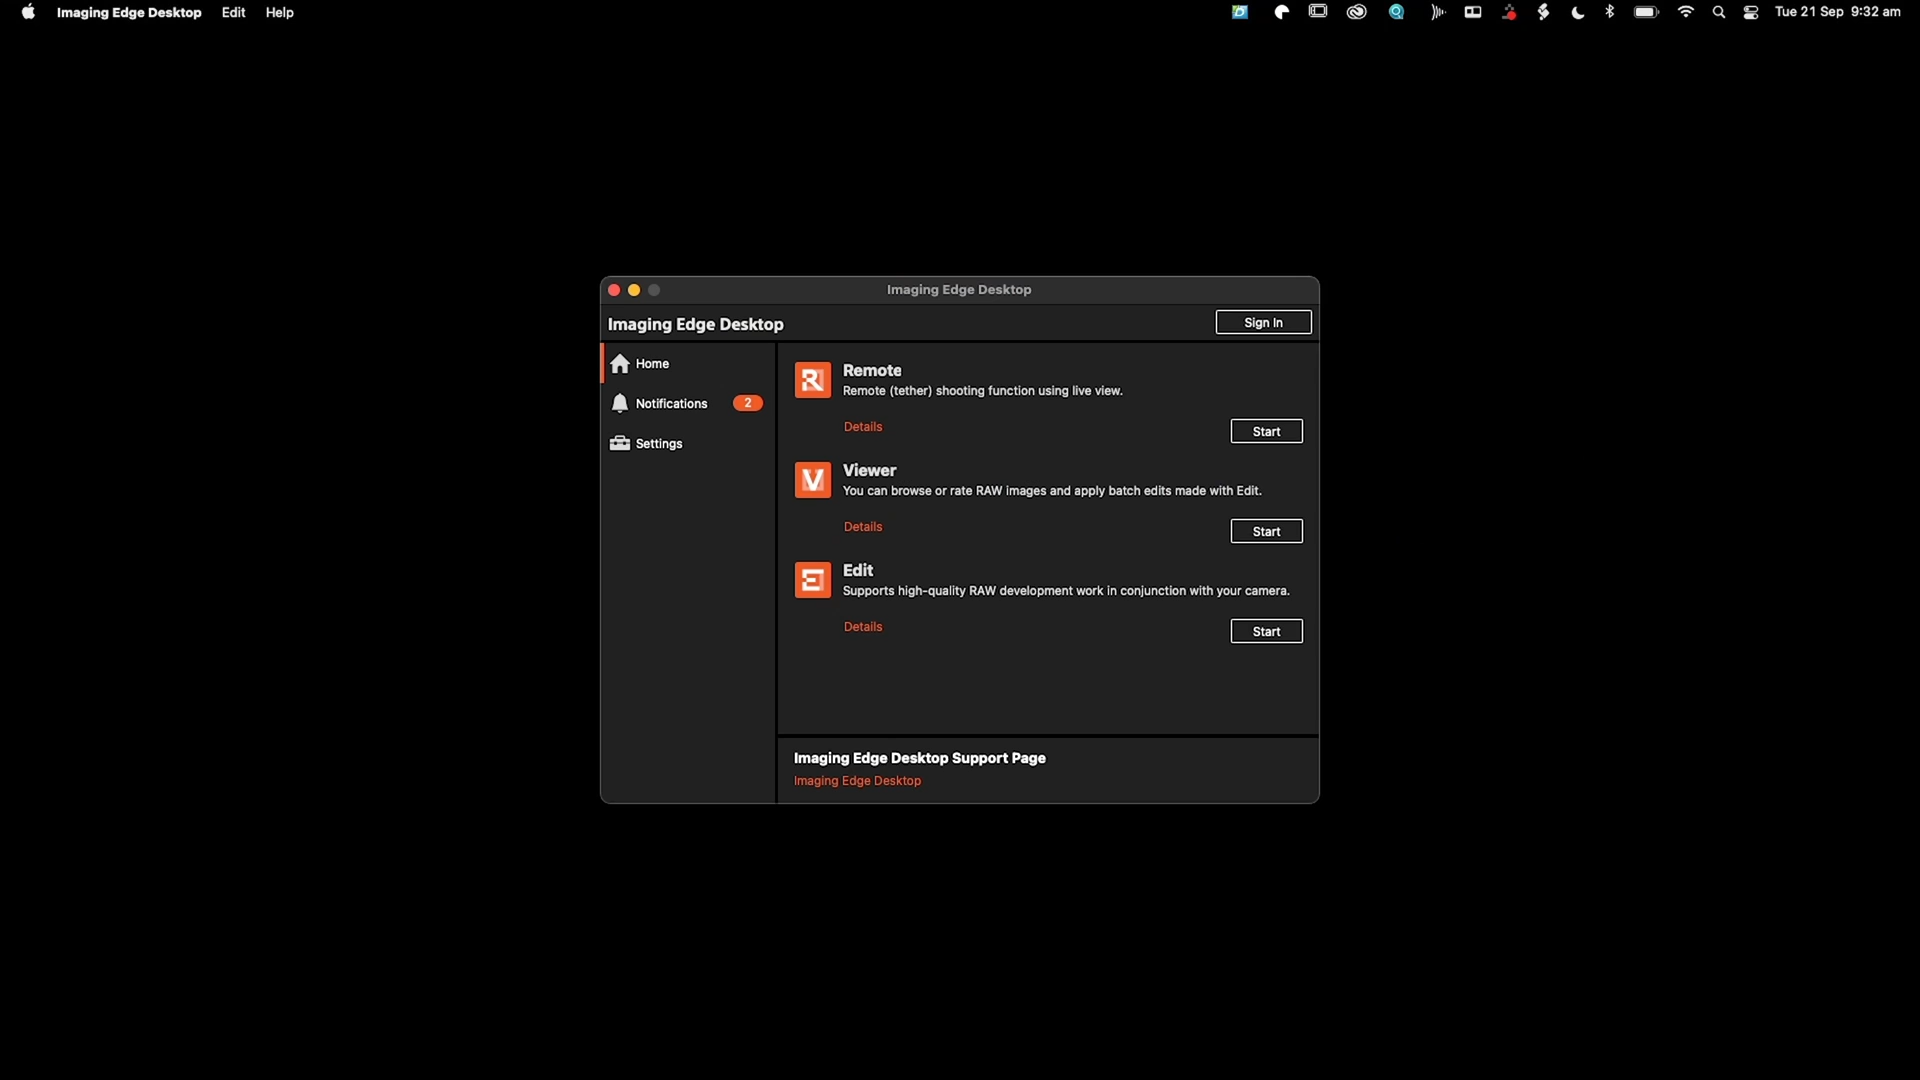 Imaging Edge Desktop Edit Help Tue 21 Sep 9:32 am
Imaging Edge Desktop
Imaging Edge Desktop Sign In
Home
Notifications 2
Settings
Remote
Remote (tether) shooting function using live view.
Details
Start
Viewer
You can browse or rate RAW images and apply batch edits made with Edit.
Details
Start
Edit
Supports high-quality RAW development work in conjunction with your camera.
Details
Start
Imaging Edge Desktop Support Page
Imaging Edge Desktop